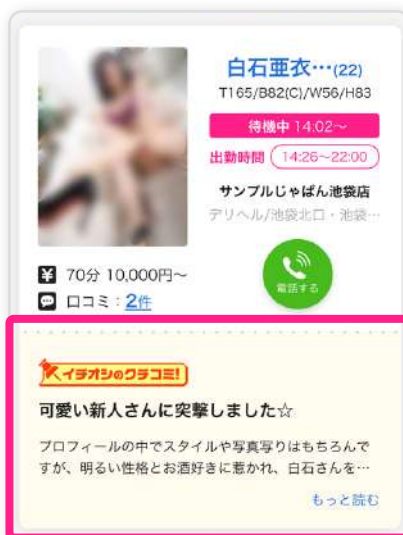 白石亜衣…(22)
T165/B82(C)/W56/H83
待機中 14:02~
出勤時間 14:26~22:00
サンプルじゃぱん池袋店
デリヘル/池袋北口・池袋…
電話する
70分 10,000円~
口コミ:2件
イチオシのクチコミ!
可愛い新人さんに突撃しました☆
プロフィールの中でスタイルや写真写りはもちろんで
すが、明るい性格とお酒好きに惹かれ、白石さんを…
もっと読む